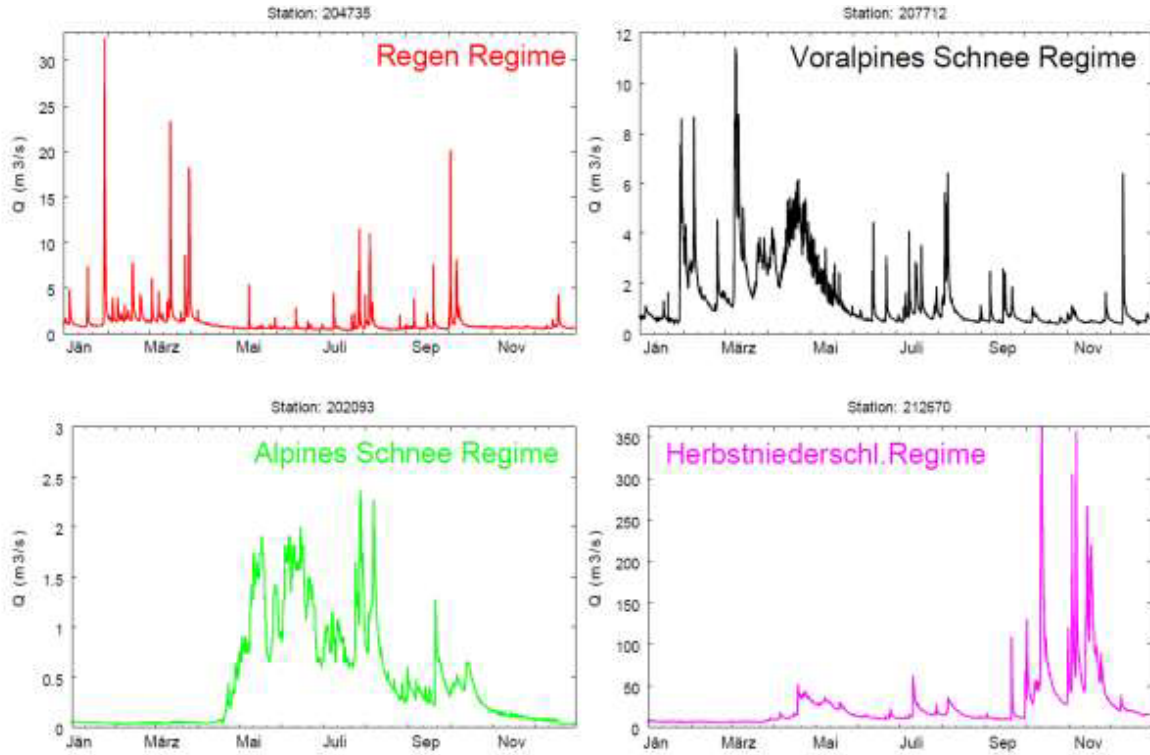 Station: 204735
Regen Regime
Q (m3/s)
30
25
20
15
10
5
0
Jän März Mai Juli Sep Nov
Station: 207712
Voralpines Schnee Regime
Q (m3/s)
12
10
8
6
4
2
0
Jän März Mai Juli Sep Nov
Station: 202093
Alpines Schnee Regime
Q (m3/s)
3
2.5
2
1.5
1
0.5
0
Jän März Mai Juli Sep Nov
Station: 212670
Herbstniederschl.Regime
Q (m3/s)
350
300
250
200
150
100
50
0
Jän März Mai Juli Sep Nov